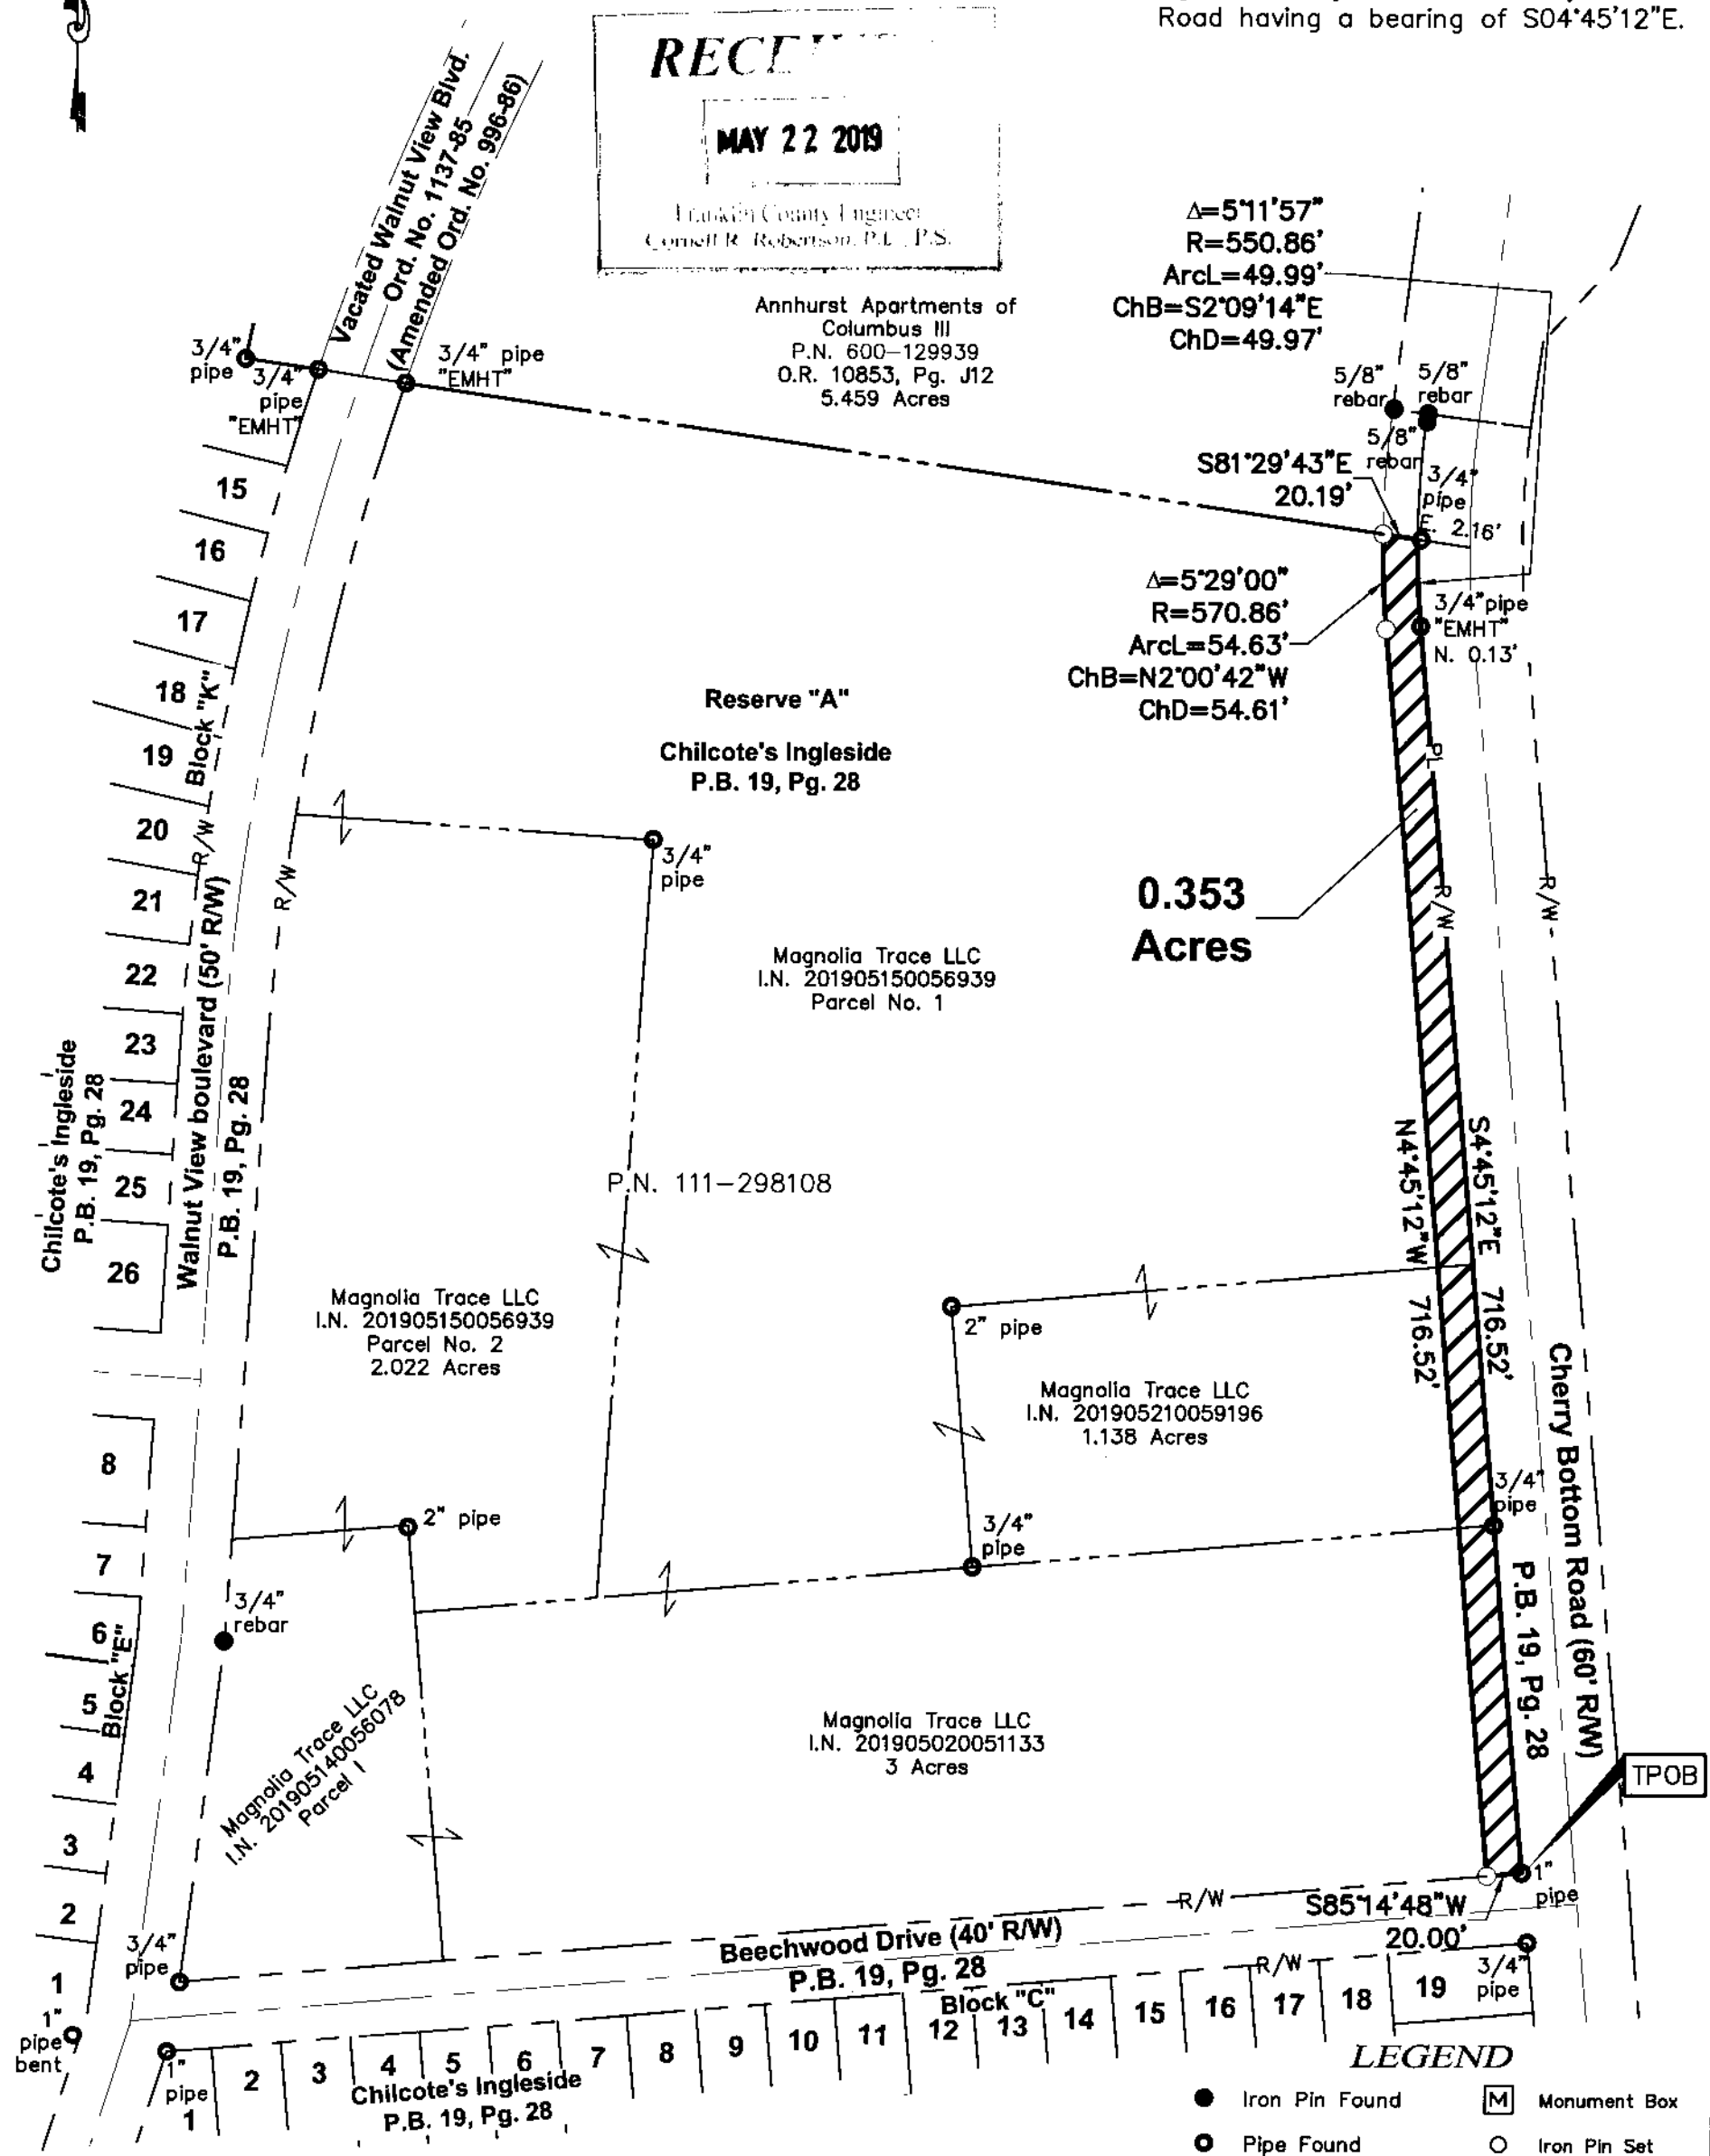 Road having a bearing of S04°45'12"E.
MAY 22 2019
Franklin County Engineer
Cornell R. Robertson, P.E., P.S.
Vacated Walnut View Blvd.
Ord. No. 1137-85
(Amended Ord. No. 996-86)
Annhurst Apartments of
Columbus III
P.N. 600-129939
O.R. 10853, Pg. J12
5.459 Acres
Δ=5°11'57"
R=550.86'
ArcL=49.99'
ChB=S2°09'14"E
ChD=49.97'
3/4"
pipe
3/4"
pipe
"EMHT"
3/4" pipe
"EMHT"
5/8"
rebar
5/8"
rebar
5/8"
rebar
S81°29'43"E
20.19'
3/4"
pipe
E. 2.16'
Δ=5°29'00"
R=570.86'
ArcL=54.63'
ChB=N2°00'42"W
ChD=54.61'
3/4"pipe
"EMHT"
N. 0.13'
15
16
17
18
19
20
21
22
23
24
25
26
Block "K"
R/W
R/W
Reserve "A"
Chilcote's Ingleside
P.B. 19, Pg. 28
3/4"
pipe
PL
R/W
R/W
0.353
Acres
Magnolia Trace LLC
I.N. 201905150056939
Parcel No. 1
Chilcote's Ingleside
P.B. 19, Pg. 28
Walnut View boulevard (50' R/W)
P.B. 19, Pg. 28
P.N. 111-298108
N4°45'12"W 716.52'
S4°45'12"E 716.52'
Magnolia Trace LLC
I.N. 201905150056939
Parcel No. 2
2.022 Acres
2" pipe
Magnolia Trace LLC
I.N. 201905210059196
1.138 Acres
Cherry Bottom Road (60' R/W)
P.B. 19, Pg. 28
3/4"
pipe
2" pipe
3/4"
pipe
3/4"
rebar
8
7
6
5
4
3
2
1
Block "E"
Magnolia Trace LLC
I.N. 201905140056078
Parcel I
Magnolia Trace LLC
I.N. 201905020051133
3 Acres
TPOB
1"
pipe
R/W
S85°14'48"W
20.00'
3/4"
pipe
Beechwood Drive (40' R/W)
P.B. 19, Pg. 28
R/W
3/4"
pipe
1"
pipe
bent
1"
pipe
Block "C"
1
2
3
4
5
6
7
8
9
10
11
12
13
14
15
16
17
18
19
Chilcote's Ingleside
P.B. 19, Pg. 28
LEGEND
Iron Pin Found
M Monument Box
Pipe Found
Iron Pin Set